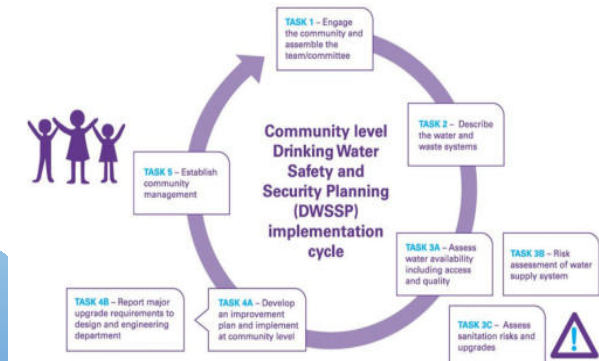 TASK 1 – Engage
the community and
assemble the
team/committee
TASK 2 – Describe
the water and
waste systems
Community level
Drinking Water
Safety and
Security Planning
(DWSSP)
implementation
cycle
TASK 3A – Assess
water availability
including access
and quality
TASK 3B – Risk
assessment of water
supply system
TASK 3C – Assess
sanitation risks and
upgrades
TASK 4A – Develop
an improvement
plan and implement
at community level
TASK 4B – Report major
upgrade requirements to
design and engineering
department
TASK 5 – Establish
community
management